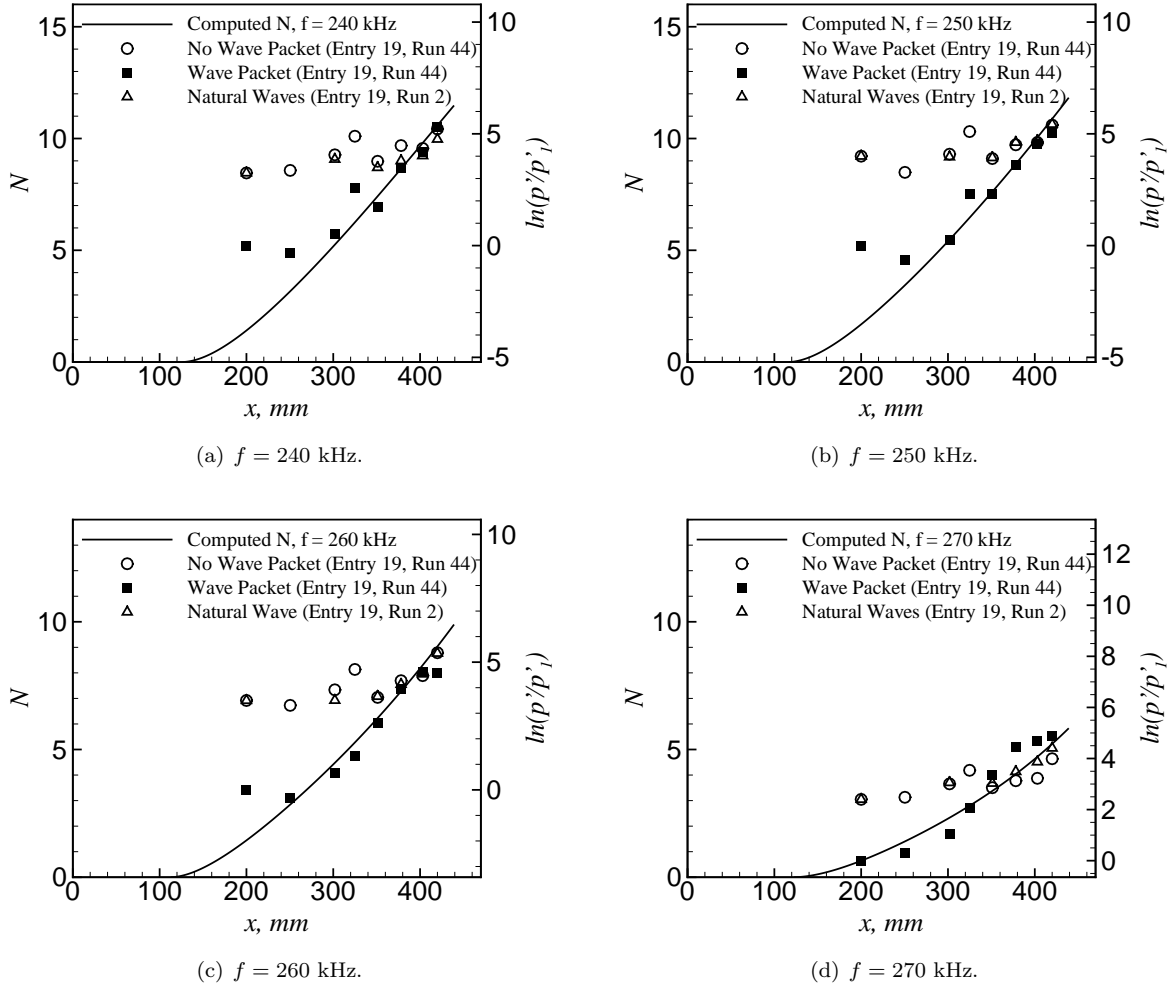 Computed N, f = 240 kHz
No Wave Packet (Entry 19, Run 44)
Wave Packet (Entry 19, Run 44)
Natural Waves (Entry 19, Run 2)
15
10
5
0
N
10
5
0
-5
ln(p'/p'1)
0 100 200 300 400
x, mm
(a) f = 240 kHz.
Computed N, f = 250 kHz
No Wave Packet (Entry 19, Run 44)
Wave Packet (Entry 19, Run 44)
Natural Waves (Entry 19, Run 2)
15
10
5
0
N
10
5
0
-5
ln(p'/p'1)
0 100 200 300 400
x, mm
(b) f = 250 kHz.
Computed N, f = 260 kHz
No Wave Packet (Entry 19, Run 44)
Wave Packet (Entry 19, Run 44)
Natural Wave (Entry 19, Run 2)
10
5
0
N
10
5
0
ln(p'/p'1)
0 100 200 300 400
x, mm
(c) f = 260 kHz.
Computed N, f = 270 kHz
No Wave Packet (Entry 19, Run 44)
Wave Packet (Entry 19, Run 44)
Natural Waves (Entry 19, Run 2)
10
5
0
N
12
10
8
6
4
2
0
ln(p'/p'1)
0 100 200 300 400
x, mm
(d) f = 270 kHz.